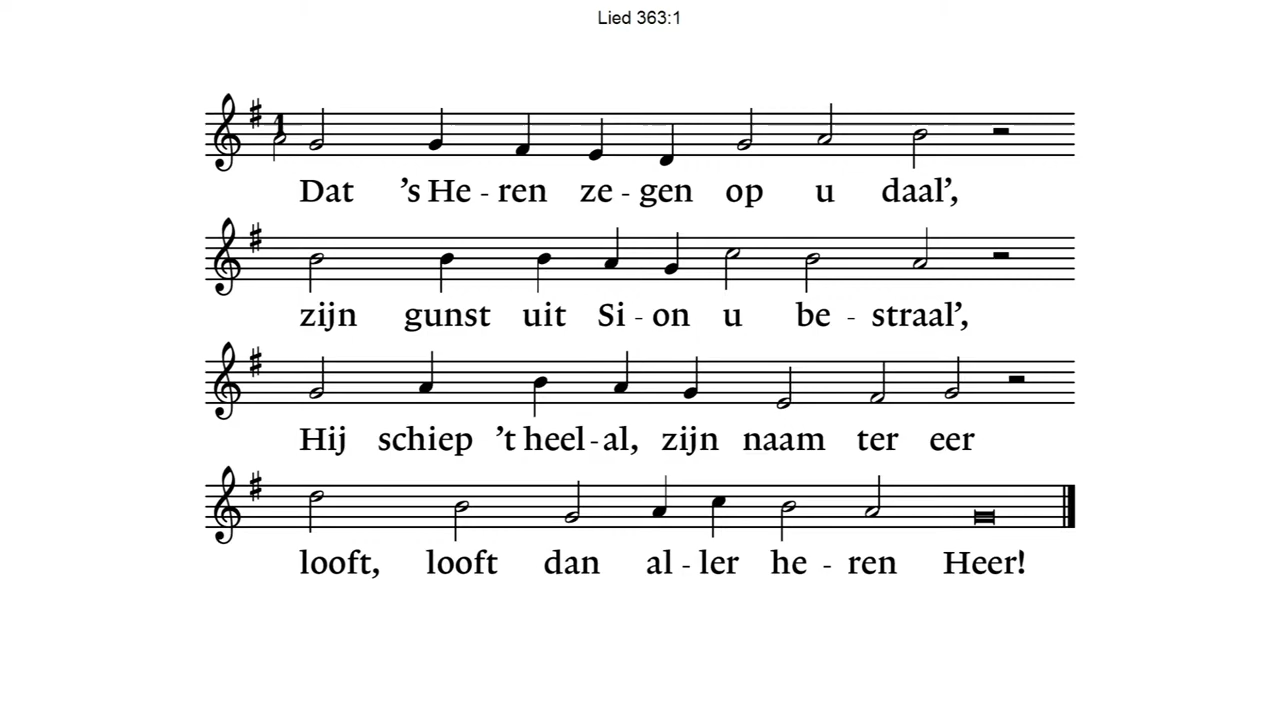 Lied 363:1
1
Dat 's He - ren ze - gen op u daal',
zijn gunst uit Si - on u be - straal',
Hij schiep 't heel - al, zijn naam ter eer
looft, looft dan al - ler he - ren Heer!